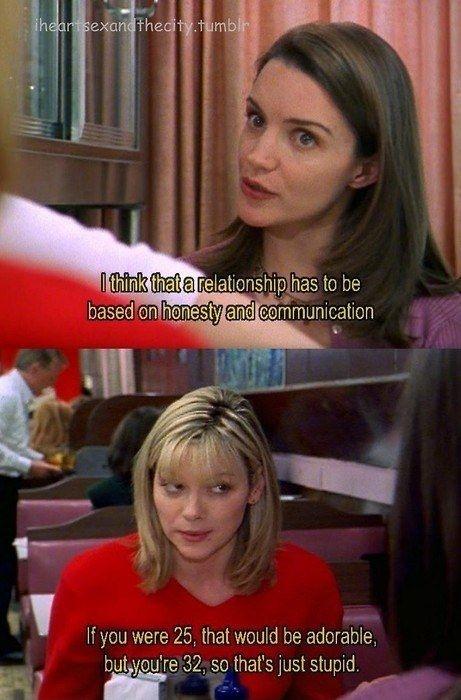 iheartsexandthecity.tumblr
I think that a relationship has to be
based on honesty and communication
If you were 25, that would be adorable,
but you're 32, so that's just stupid.